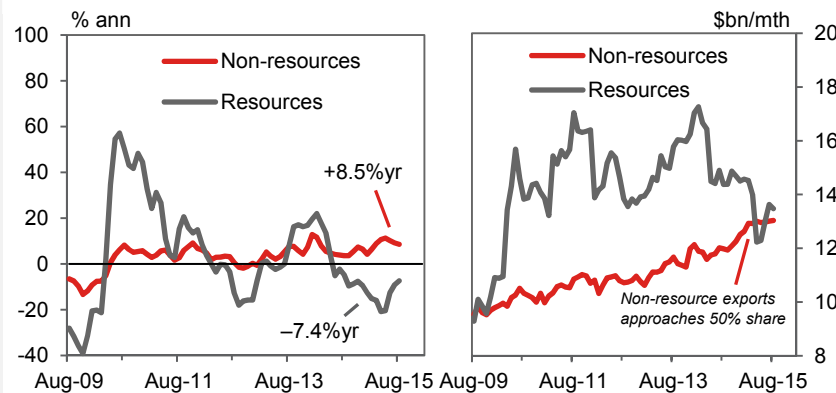 % ann
100
80
60
40
20
0
-20
-40
Non-resources
Resources
+8.5%yr
–7.4%yr
Aug-09
Aug-11
Aug-13
Aug-15
$bn/mth
20
18
16
14
12
10
8
Non-resources
Resources
Non-resource exports
approaches 50% share
Aug-09
Aug-11
Aug-13
Aug-15